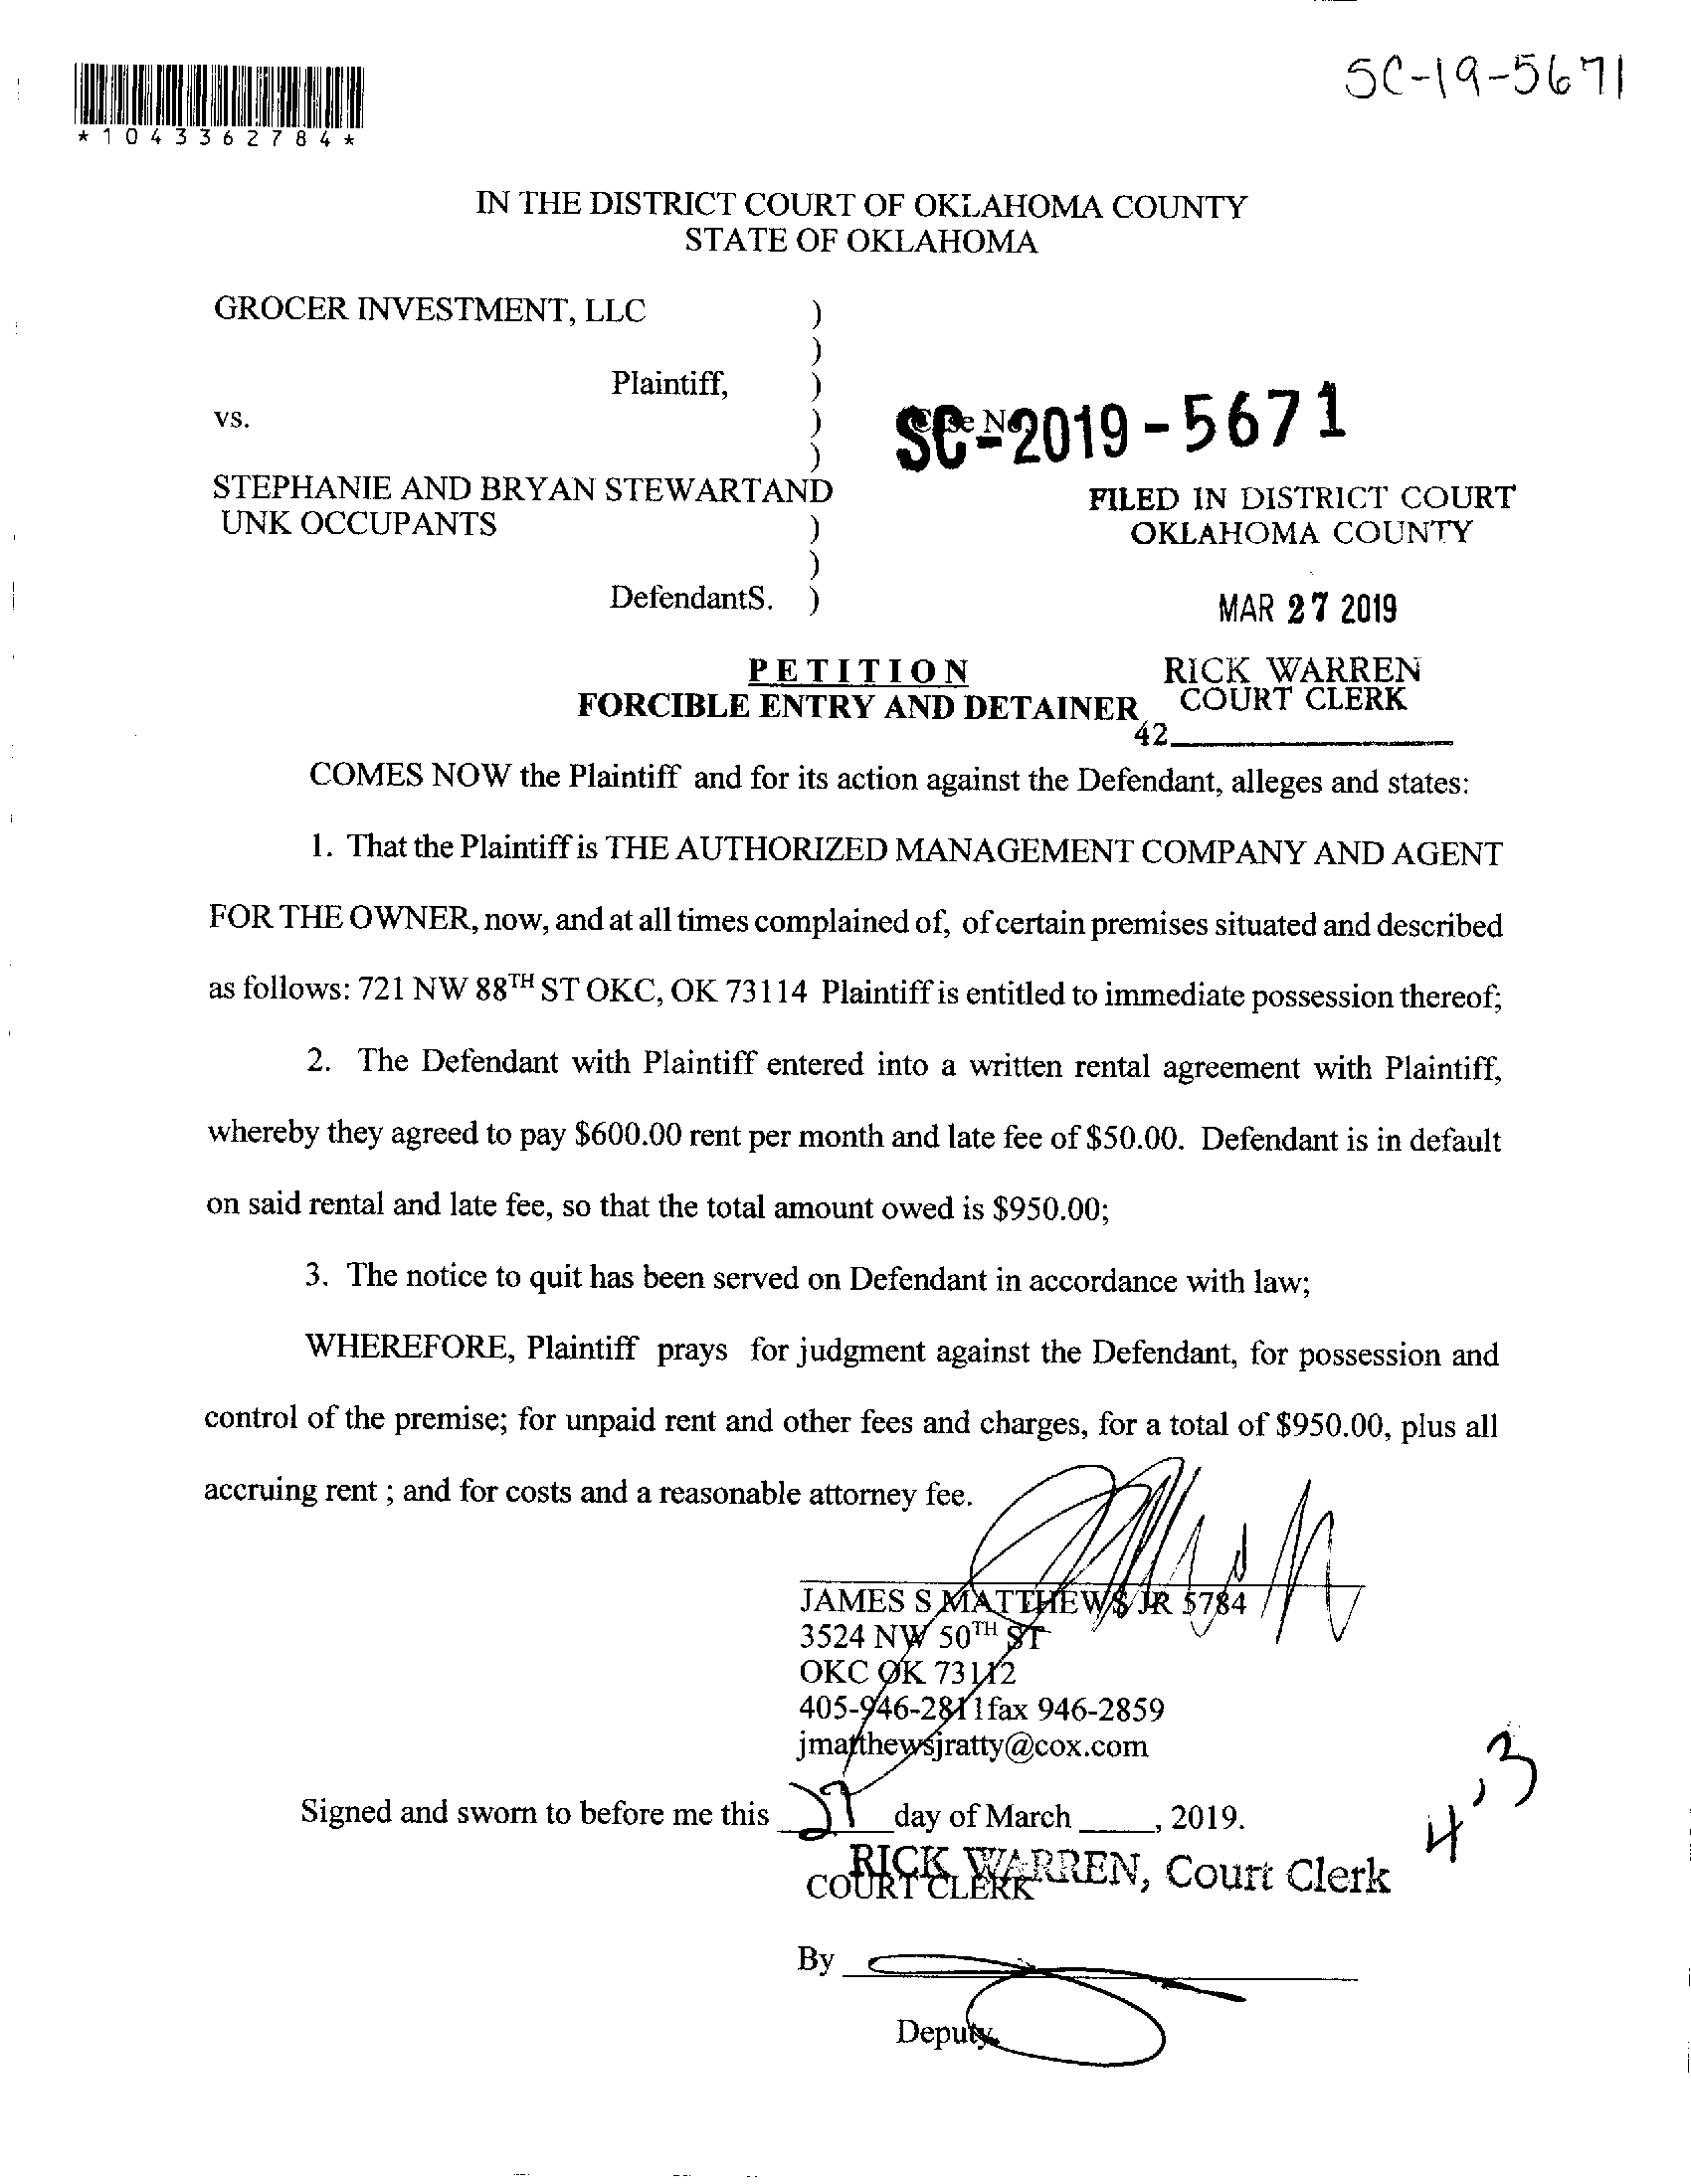 SC-19-5671
*1043362784*
IN THE DISTRICT COURT OF OKLAHOMA COUNTY
STATE OF OKLAHOMA
GROCER INVESTMENT, LLC )
)
Plaintiff, )
vs. )
Case No.
SC-2019-5671
)
STEPHANIE AND BRYAN STEWARTAND
FILED IN DISTRICT COURT
UNK OCCUPANTS )
OKLAHOMA COUNTY
)
DefendantS. )
MAR 27 2019
PETITION
RICK WARREN
FORCIBLE ENTRY AND DETAINER
COURT CLERK
42
COMES NOW the Plaintiff and for its action against the Defendant, alleges and states:
1. That the Plaintiff is THE AUTHORIZED MANAGEMENT COMPANY AND AGENT
FOR THE OWNER, now, and at all times complained of, of certain premises situated and described
as follows: 721 NW 88TH ST OKC, OK 73114 Plaintiff is entitled to immediate possession thereof;
2. The Defendant with Plaintiff entered into a written rental agreement with Plaintiff,
whereby they agreed to pay $600.00 rent per month and late fee of $50.00. Defendant is in default
on said rental and late fee, so that the total amount owed is $950.00;
3. The notice to quit has been served on Defendant in accordance with law;
WHEREFORE, Plaintiff prays for judgment against the Defendant, for possession and
control of the premise; for unpaid rent and other fees and charges, for a total of $950.00, plus all
accruing rent ; and for costs and a reasonable attorney fee.
JAMES S MATTHEWS JR 5784
3524 NW 50TH ST
OKC OK 73112
405-946-2811fax 946-2859
jmatthewsjratty@cox.com
4,3
Signed and sworn to before me this 27 day of March ____, 2019.
RICK WARREN, Court Clerk
COURT CLERK
By
Deputy